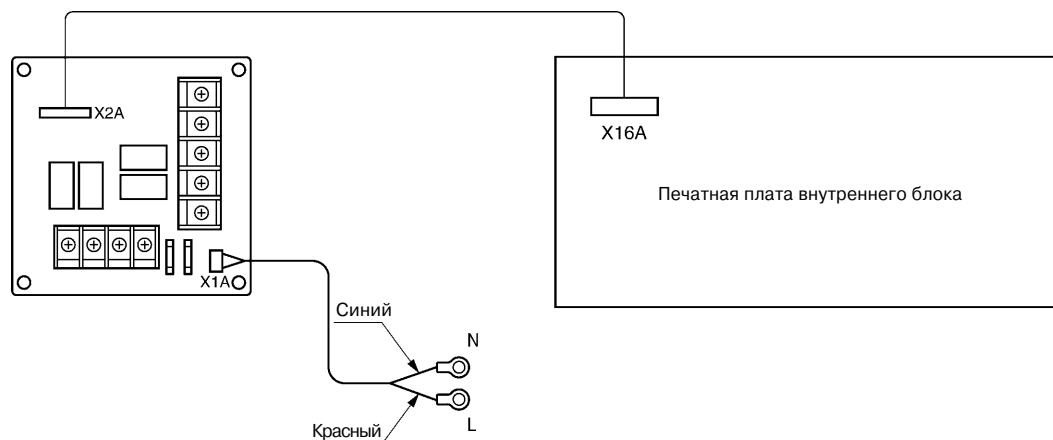 X2A
X16A
Печатная плата внутреннего блока
X1A
Синий
N
L
Красный